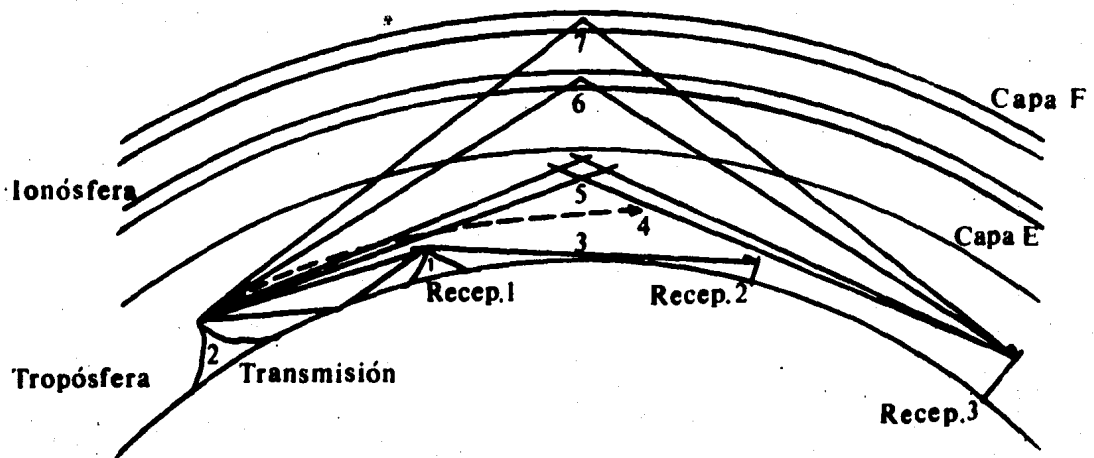 7
Capa F
6
Ionósfera
5
4
3
Capa E
1
Recep.1
Recep.2
2
Transmisión
Tropósfera
Recep.3